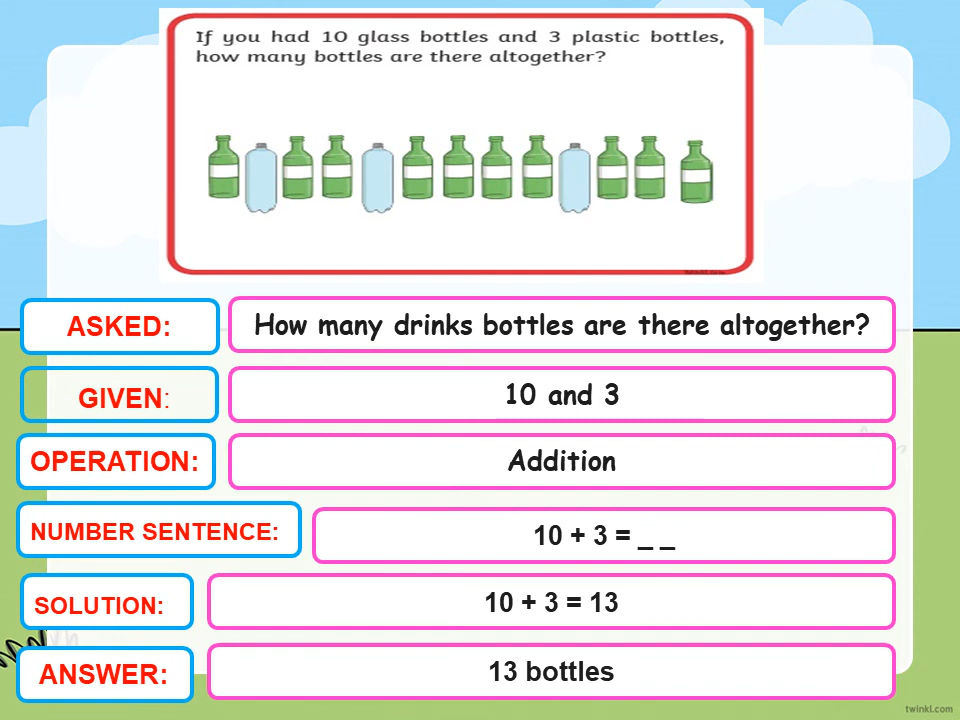 If you had 10 glass bottles and 3 plastic bottles,
how many bottles are there altogether?
ASKED:
How many drinks bottles are there altogether?
GIVEN:
10 and 3
OPERATION:
Addition
NUMBER SENTENCE:
10 + 3 = _ _
SOLUTION:
10 + 3 = 13
ANSWER:
13 bottles
twinkl.com